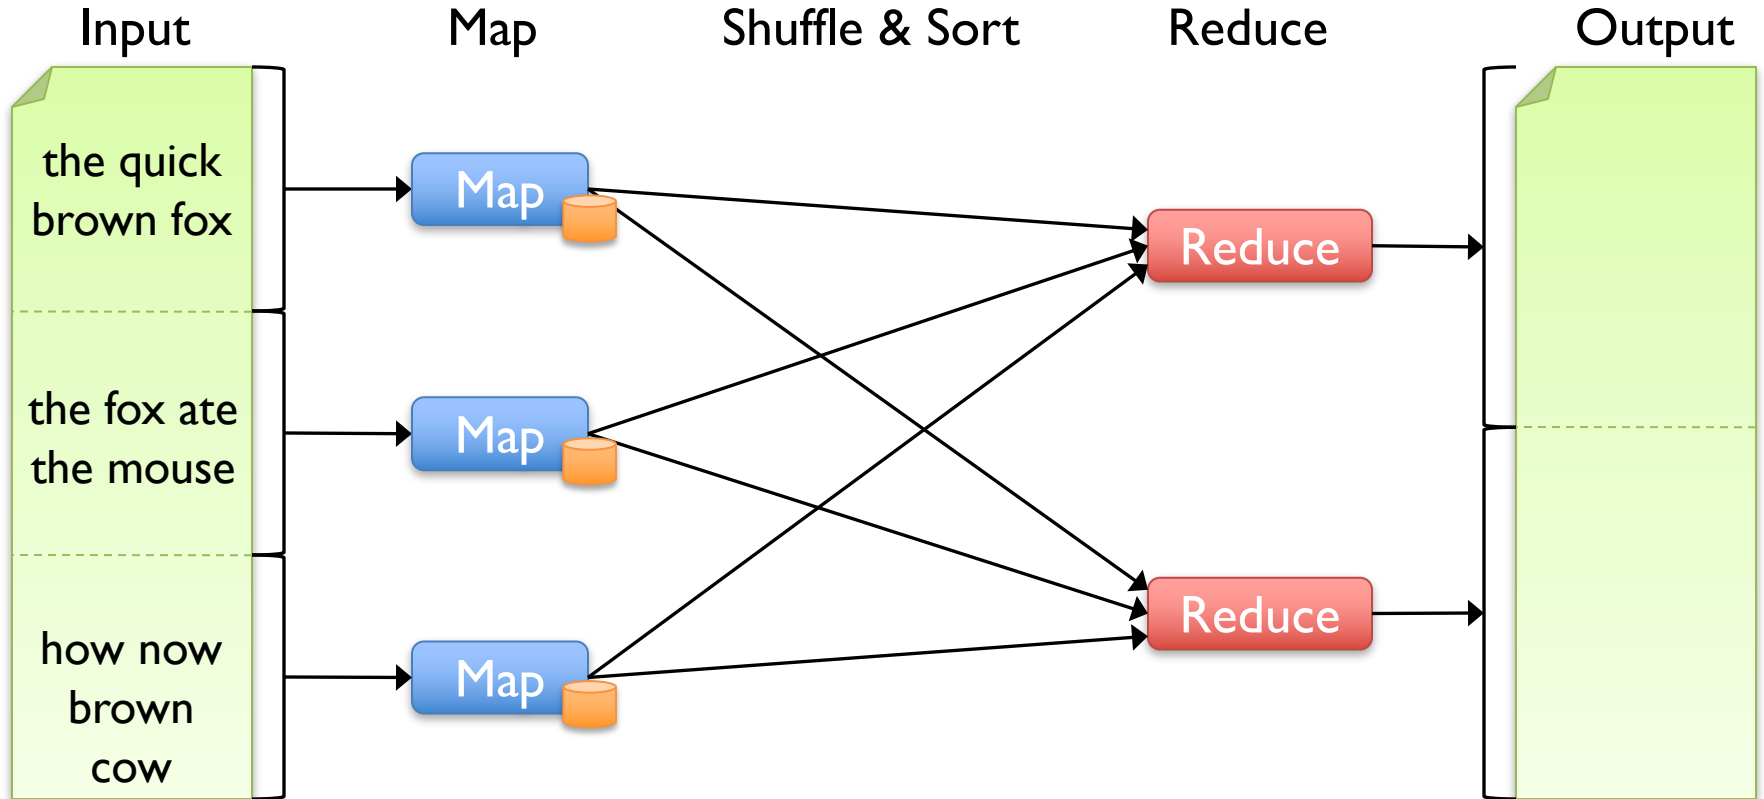 Input Map Shuffle & Sort Reduce Output
the quick
brown fox
Map
Reduce
the fox ate
the mouse
Map
Reduce
how now
brown
cow
Map